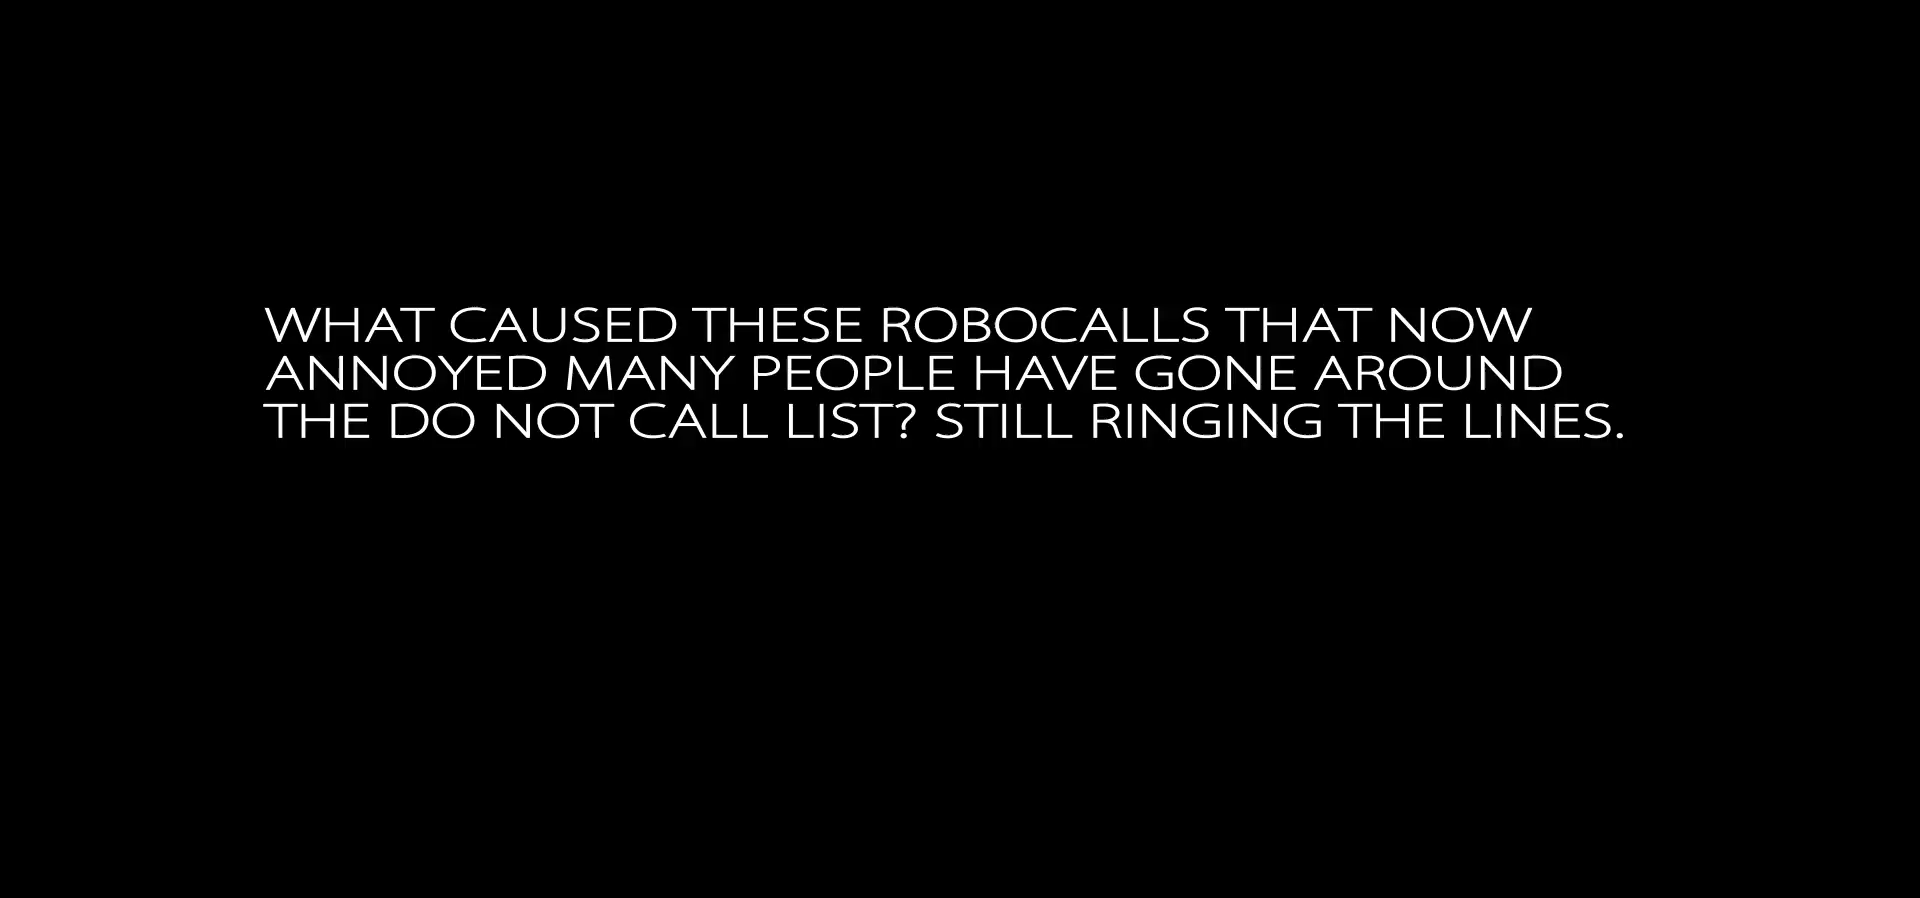 WHAT CAUSED THESE ROBOCALLS THAT NOW
ANNOYED MANY PEOPLE HAVE GONE AROUND
THE DO NOT CALL LIST? STILL RINGING THE LINES.